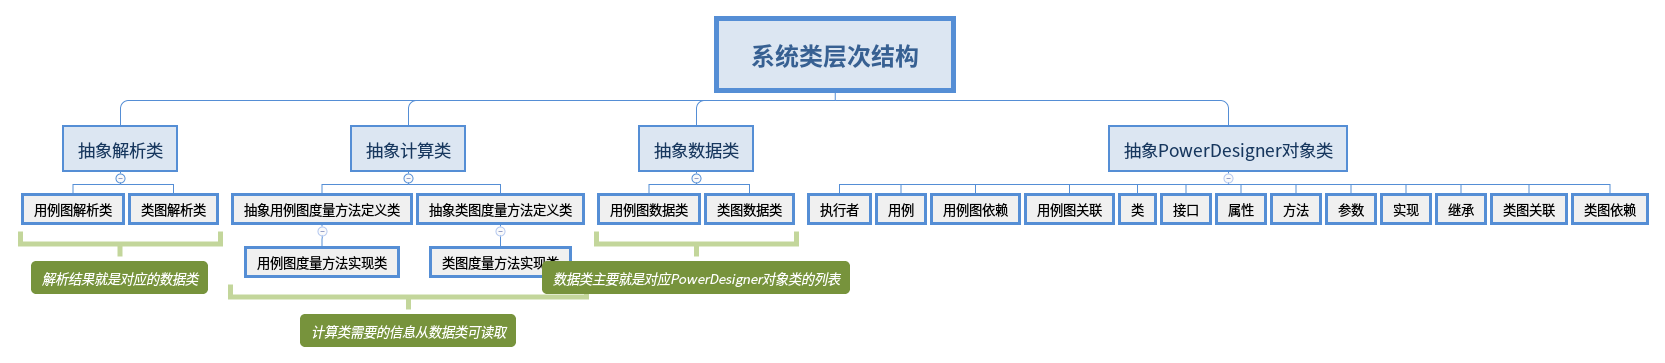 系统类层次结构
抽象解析类
抽象计算类
抽象数据类
抽象PowerDesigner对象类
用例图解析类
类图解析类
抽象用例图度量方法定义类
抽象类图度量方法定义类
用例图数据类
类图数据类
执行者
用例
用例图依赖
用例图关联
类
接口
属性
方法
参数
实现
继承
类图关联
类图依赖
用例图度量方法实现类
类图度量方法实现类
解析结果就是对应的数据类
数据类主要就是对应PowerDesigner对象类的列表
计算类需要的信息从数据类可读取